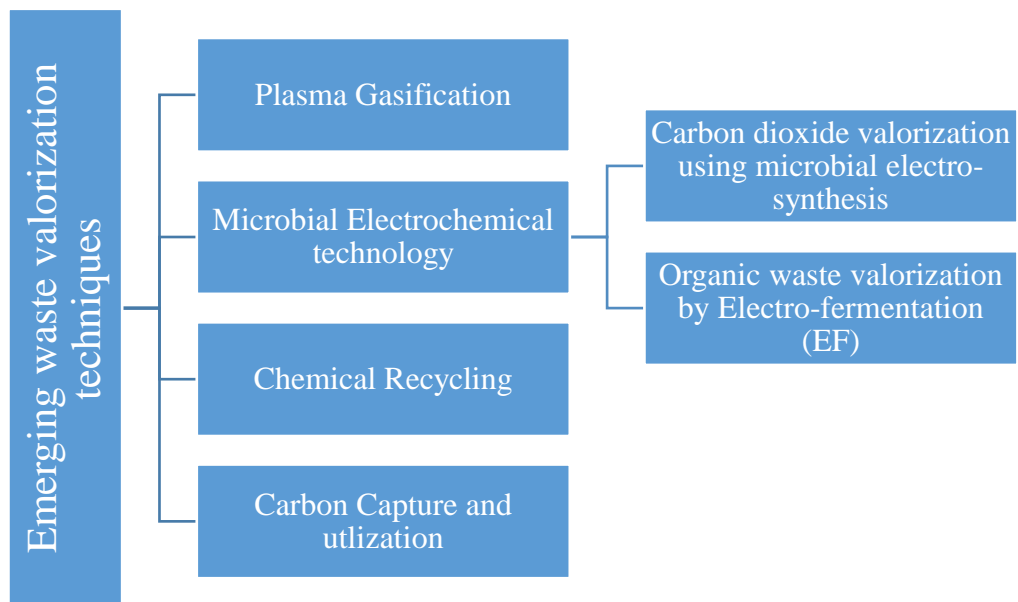 Emerging waste valorization
techniques
Plasma Gasification
Microbial Electrochemical
technology
Carbon dioxide valorization
using microbial electro-
synthesis
Organic waste valorization
by Electro-fermentation
(EF)
Chemical Recycling
Carbon Capture and
utlization